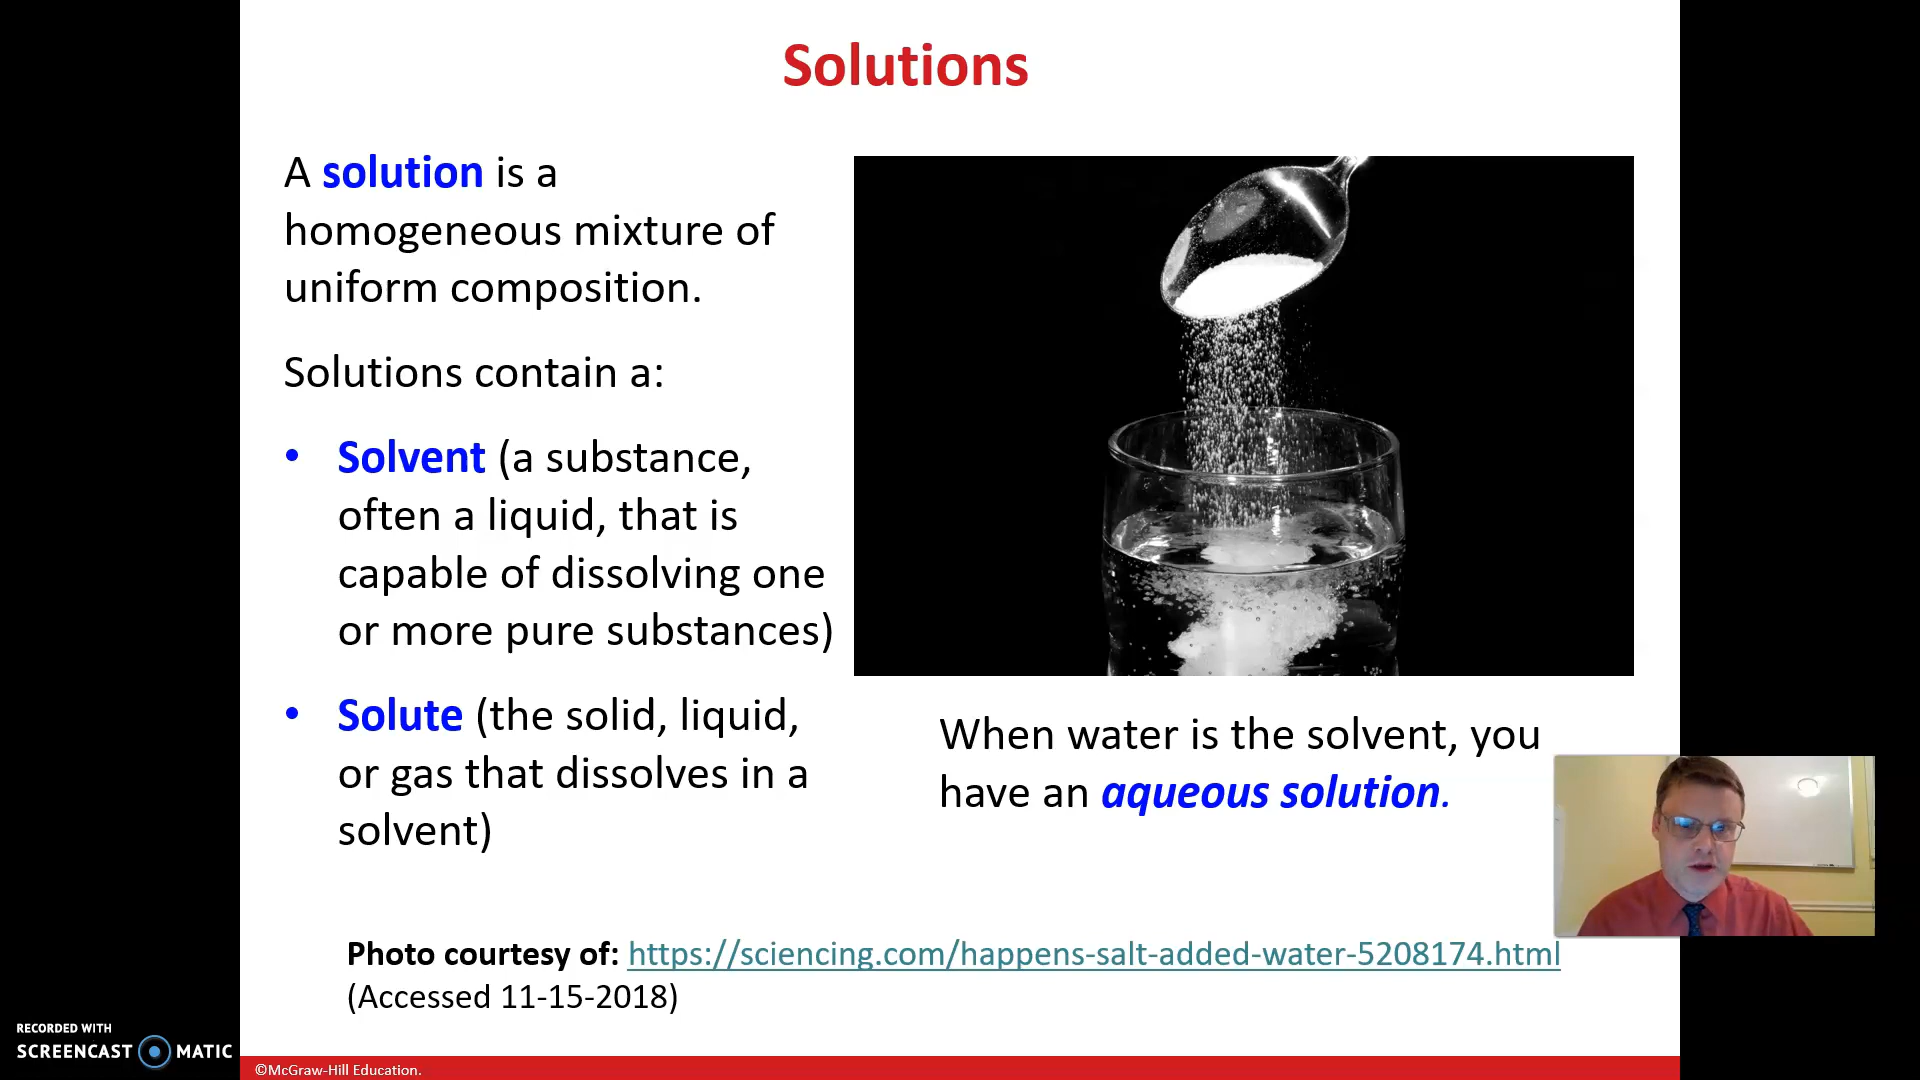 Solutions
A solution is a
homogeneous mixture of
uniform composition.
Solutions contain a:
• Solvent (a substance,
often a liquid, that is
capable of dissolving one
or more pure substances)
• Solute (the solid, liquid,
or gas that dissolves in a
solvent)
When water is the solvent, you
have an aqueous solution.
Photo courtesy of: https://sciencing.com/happens-salt-added-water-5208174.html
(Accessed 11-15-2018)
RECORDED WITH
SCREENCAST MATIC
©McGraw-Hill Education.